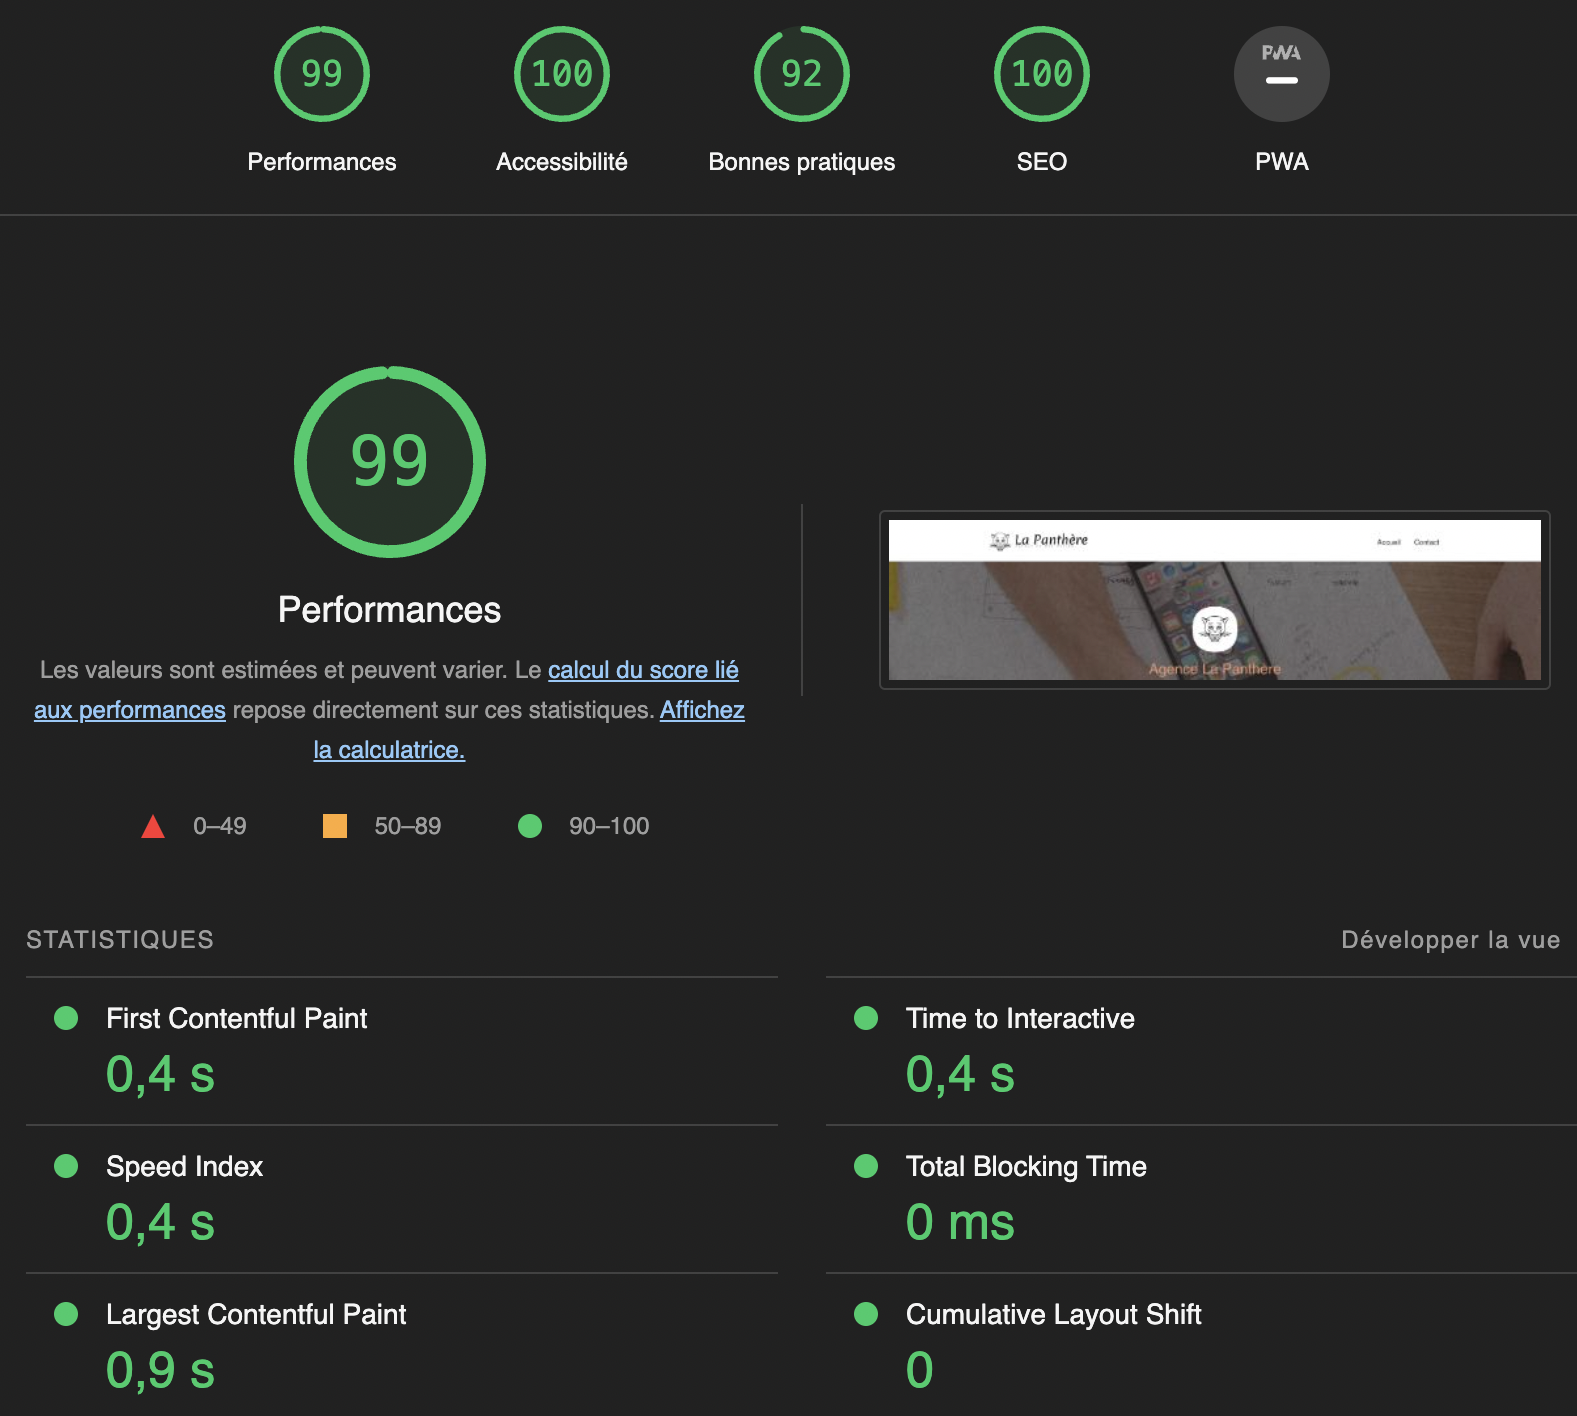 99
100
92
100
PWA
Performances
Accessibilité
Bonnes pratiques
SEO
PWA
99
Performances
Les valeurs sont estimées et peuvent varier. Le calcul du score lié
aux performances repose directement sur ces statistiques. Affichez
la calculatrice.
0–49
50–89
90–100
La Panthère
Accueil
Contact
Agence La Panthère
STATISTIQUES
Développer la vue
First Contentful Paint
0,4 s
Time to Interactive
0,4 s
Speed Index
0,4 s
Total Blocking Time
0 ms
Largest Contentful Paint
0,9 s
Cumulative Layout Shift
0